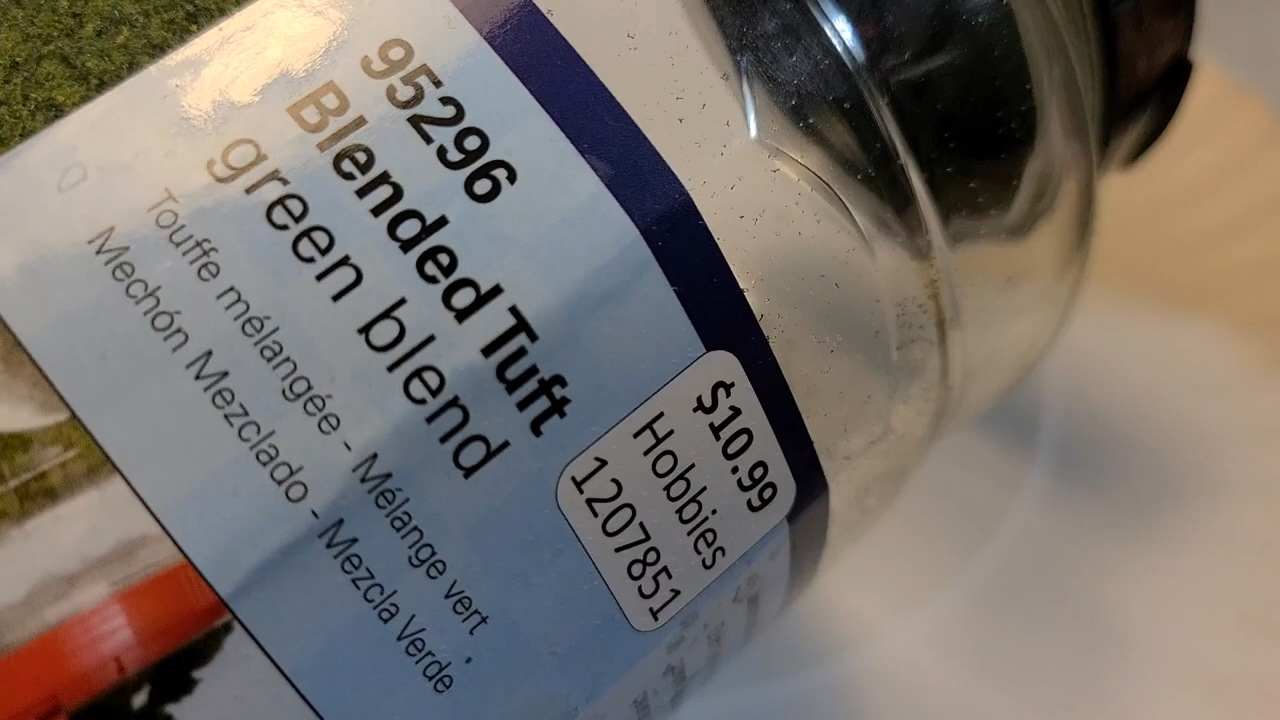 95296
Blended Tuft
green blend
Touffe mélangée - Mélange vert
Mechón Mezclado - Mezcla Verde
$10.99
Hobbies
1207851